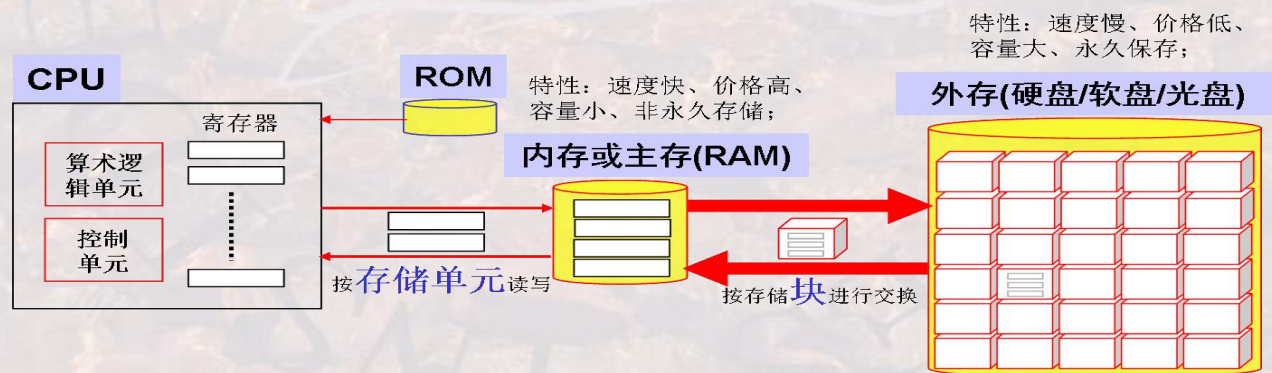 特性：速度慢、价格低、
容量大、永久保存；
CPU
ROM
特性：速度快、价格高、
容量小、非永久存储；
外存(硬盘/软盘/光盘)
寄存器
内存或主存(RAM)
算术逻
辑单元
控制
单元
按存储单元读写
按存储块进行交换